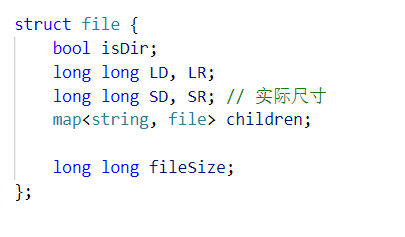 struct file {
    bool isDir;
    long long LD, LR;
    long long SD, SR; // 实际尺寸
    map<string, file> children;

    long long fileSize;
};